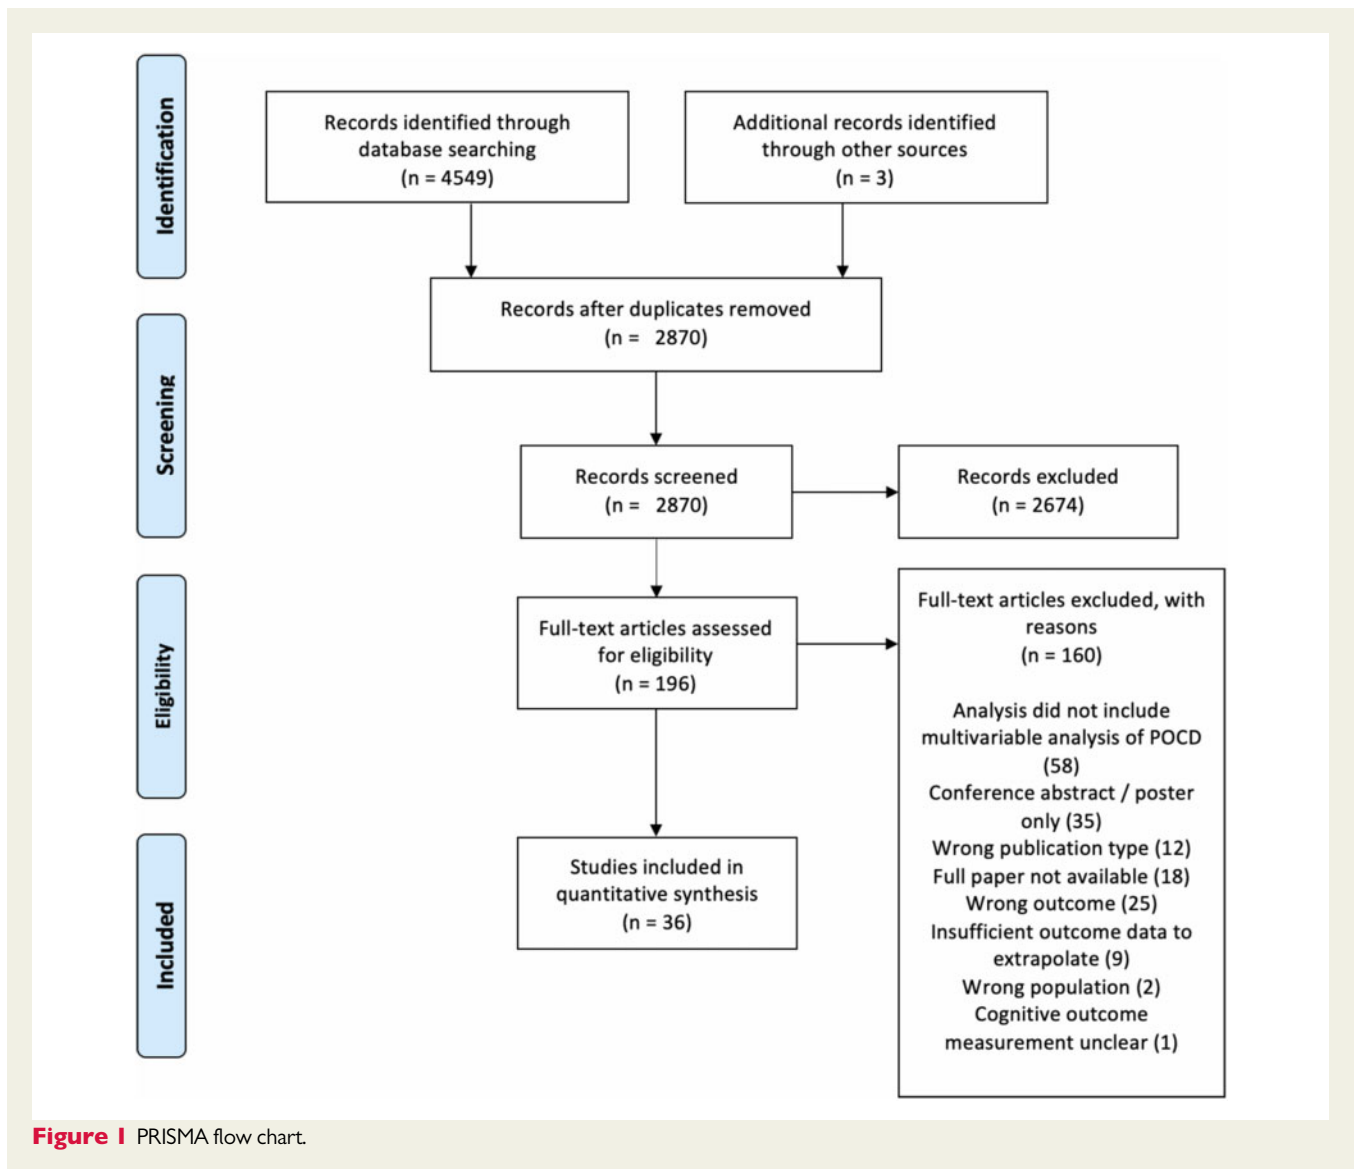 Identification
Records identified through
database searching
(n = 4549)
Additional records identified
through other sources
(n = 3)
Records after duplicates removed
(n = 2870)
Screening
Records screened
(n = 2870)
Records excluded
(n = 2674)
Eligibility
Full-text articles assessed
for eligibility
(n = 196)
Full-text articles excluded, with
reasons
(n = 160)
Analysis did not include
multivariable analysis of POCD
(58)
Conference abstract / poster
only (35)
Wrong publication type (12)
Full paper not available (18)
Wrong outcome (25)
Insufficient outcome data to
extrapolate (9)
Wrong population (2)
Cognitive outcome
measurement unclear (1)
Included
Studies included in
quantitative synthesis
(n = 36)
Figure 1 PRISMA flow chart.